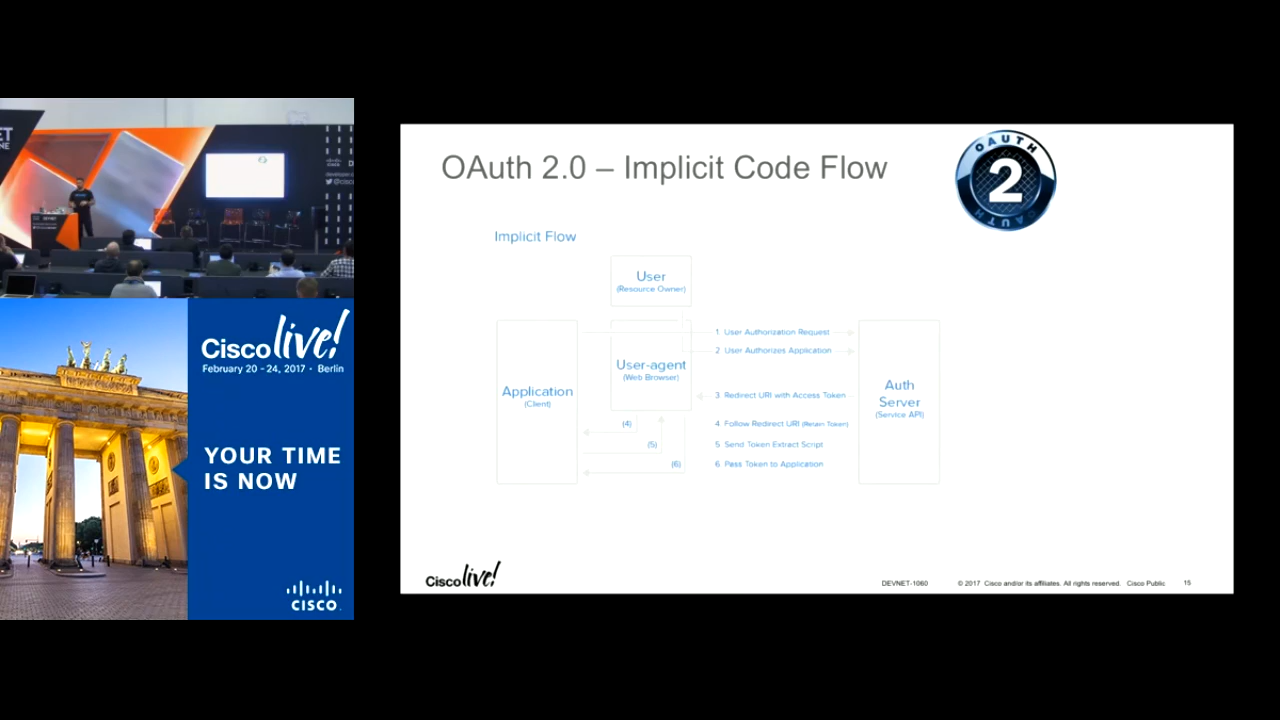 OAuth 2.0 – Implicit Code Flow
OAUTH
2
OAUTH
Implicit Flow
User
(Resource Owner)
User-agent
(Web Browser)
Application
(Client)
Auth
Server
(Service API)
1 User Authorization Request
2 User Authorizes Application
3 Redirect URI with Access Token
4 Follow Redirect URI (Retain Token)
5 Send Token Extract Script
6 Pass Token to Application
(4)
(5)
(6)
Cisco live!
DEVNET-1060 © 2017 Cisco and/or its affiliates. All rights reserved. Cisco Public 15
Cisco live!
February 20 - 24, 2017 • Berlin
YOUR TIME
IS NOW
CISCO